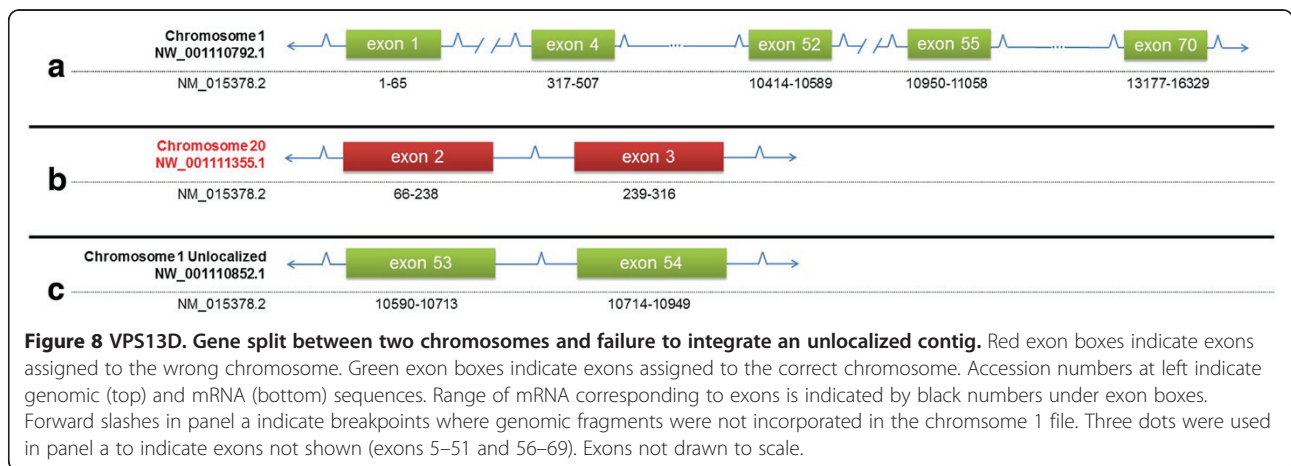 Chromosome 1
NW_001110792.1
exon 1 exon 4 ... exon 52 exon 55 ... exon 70
a
NM_015378.2 1-65 317-507 10414-10589 10950-11058 13177-16329
Chromosome 20
NW_001111355.1
exon 2 exon 3
b
NM_015378.2 66-238 239-316
Chromosome 1 Unlocalized
NW_001110852.1
exon 53 exon 54
c
NM_015378.2 10590-10713 10714-10949
Figure 8 VPS13D. Gene split between two chromosomes and failure to integrate an unlocalized contig. Red exon boxes indicate exons
assigned to the wrong chromosome. Green exon boxes indicate exons assigned to the correct chromosome. Accession numbers at left indicate
genomic (top) and mRNA (bottom) sequences. Range of mRNA corresponding to exons is indicated by black numbers under exon boxes.
Forward slashes in panel a indicate breakpoints where genomic fragments were not incorporated in the chromsome 1 file. Three dots were used
in panel a to indicate exons not shown (exons 5–51 and 56–69). Exons not drawn to scale.